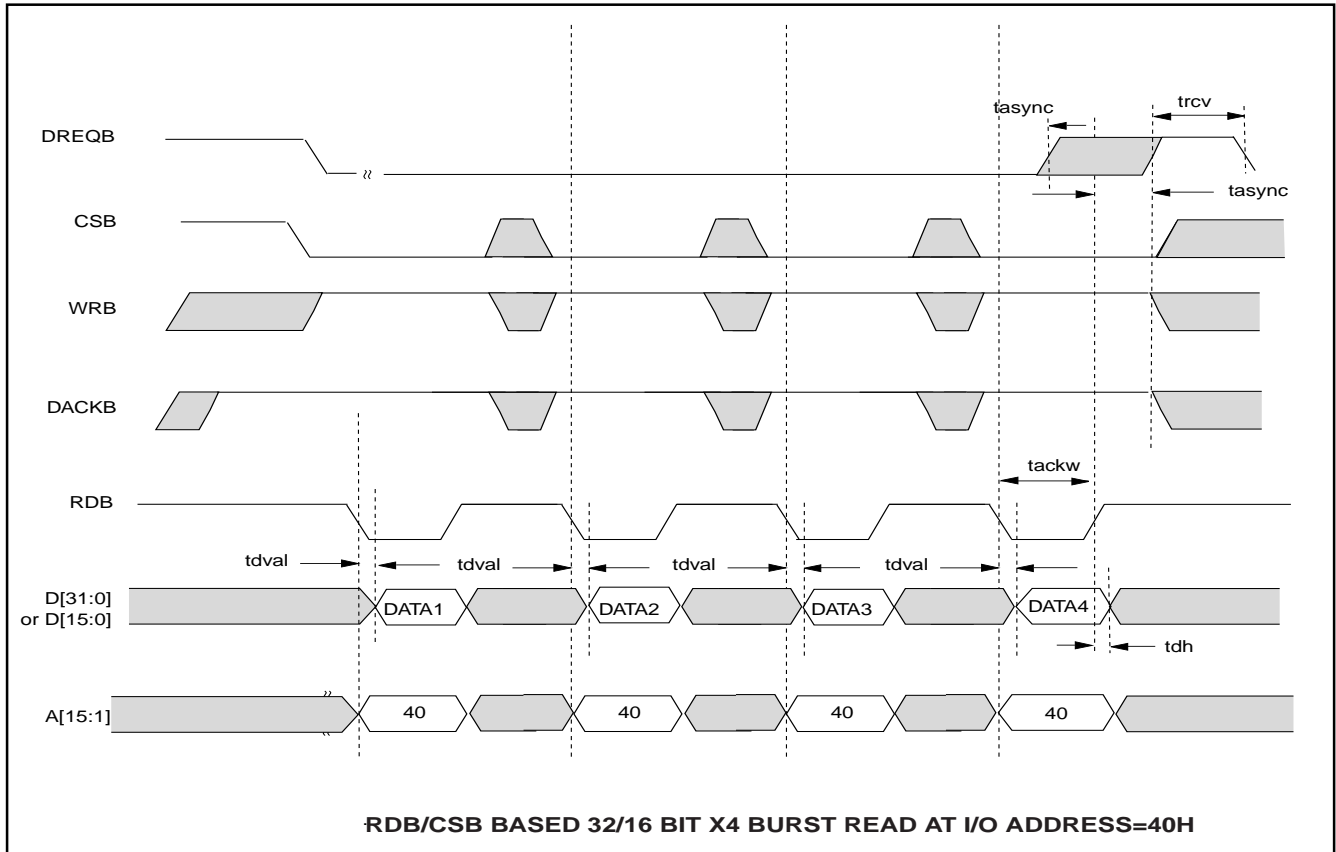 tasync
trcv
DREQB
tasync
CSB
WRB
DACKB
tackw
RDB
tdval
tdval
tdval
tdval
D[31:0]
or D[15:0]
DATA1
DATA2
DATA3
DATA4
tdh
A[15:1]
40
40
40
40
RDB/CSB BASED 32/16 BIT X4 BURST READ AT I/O ADDRESS=40H